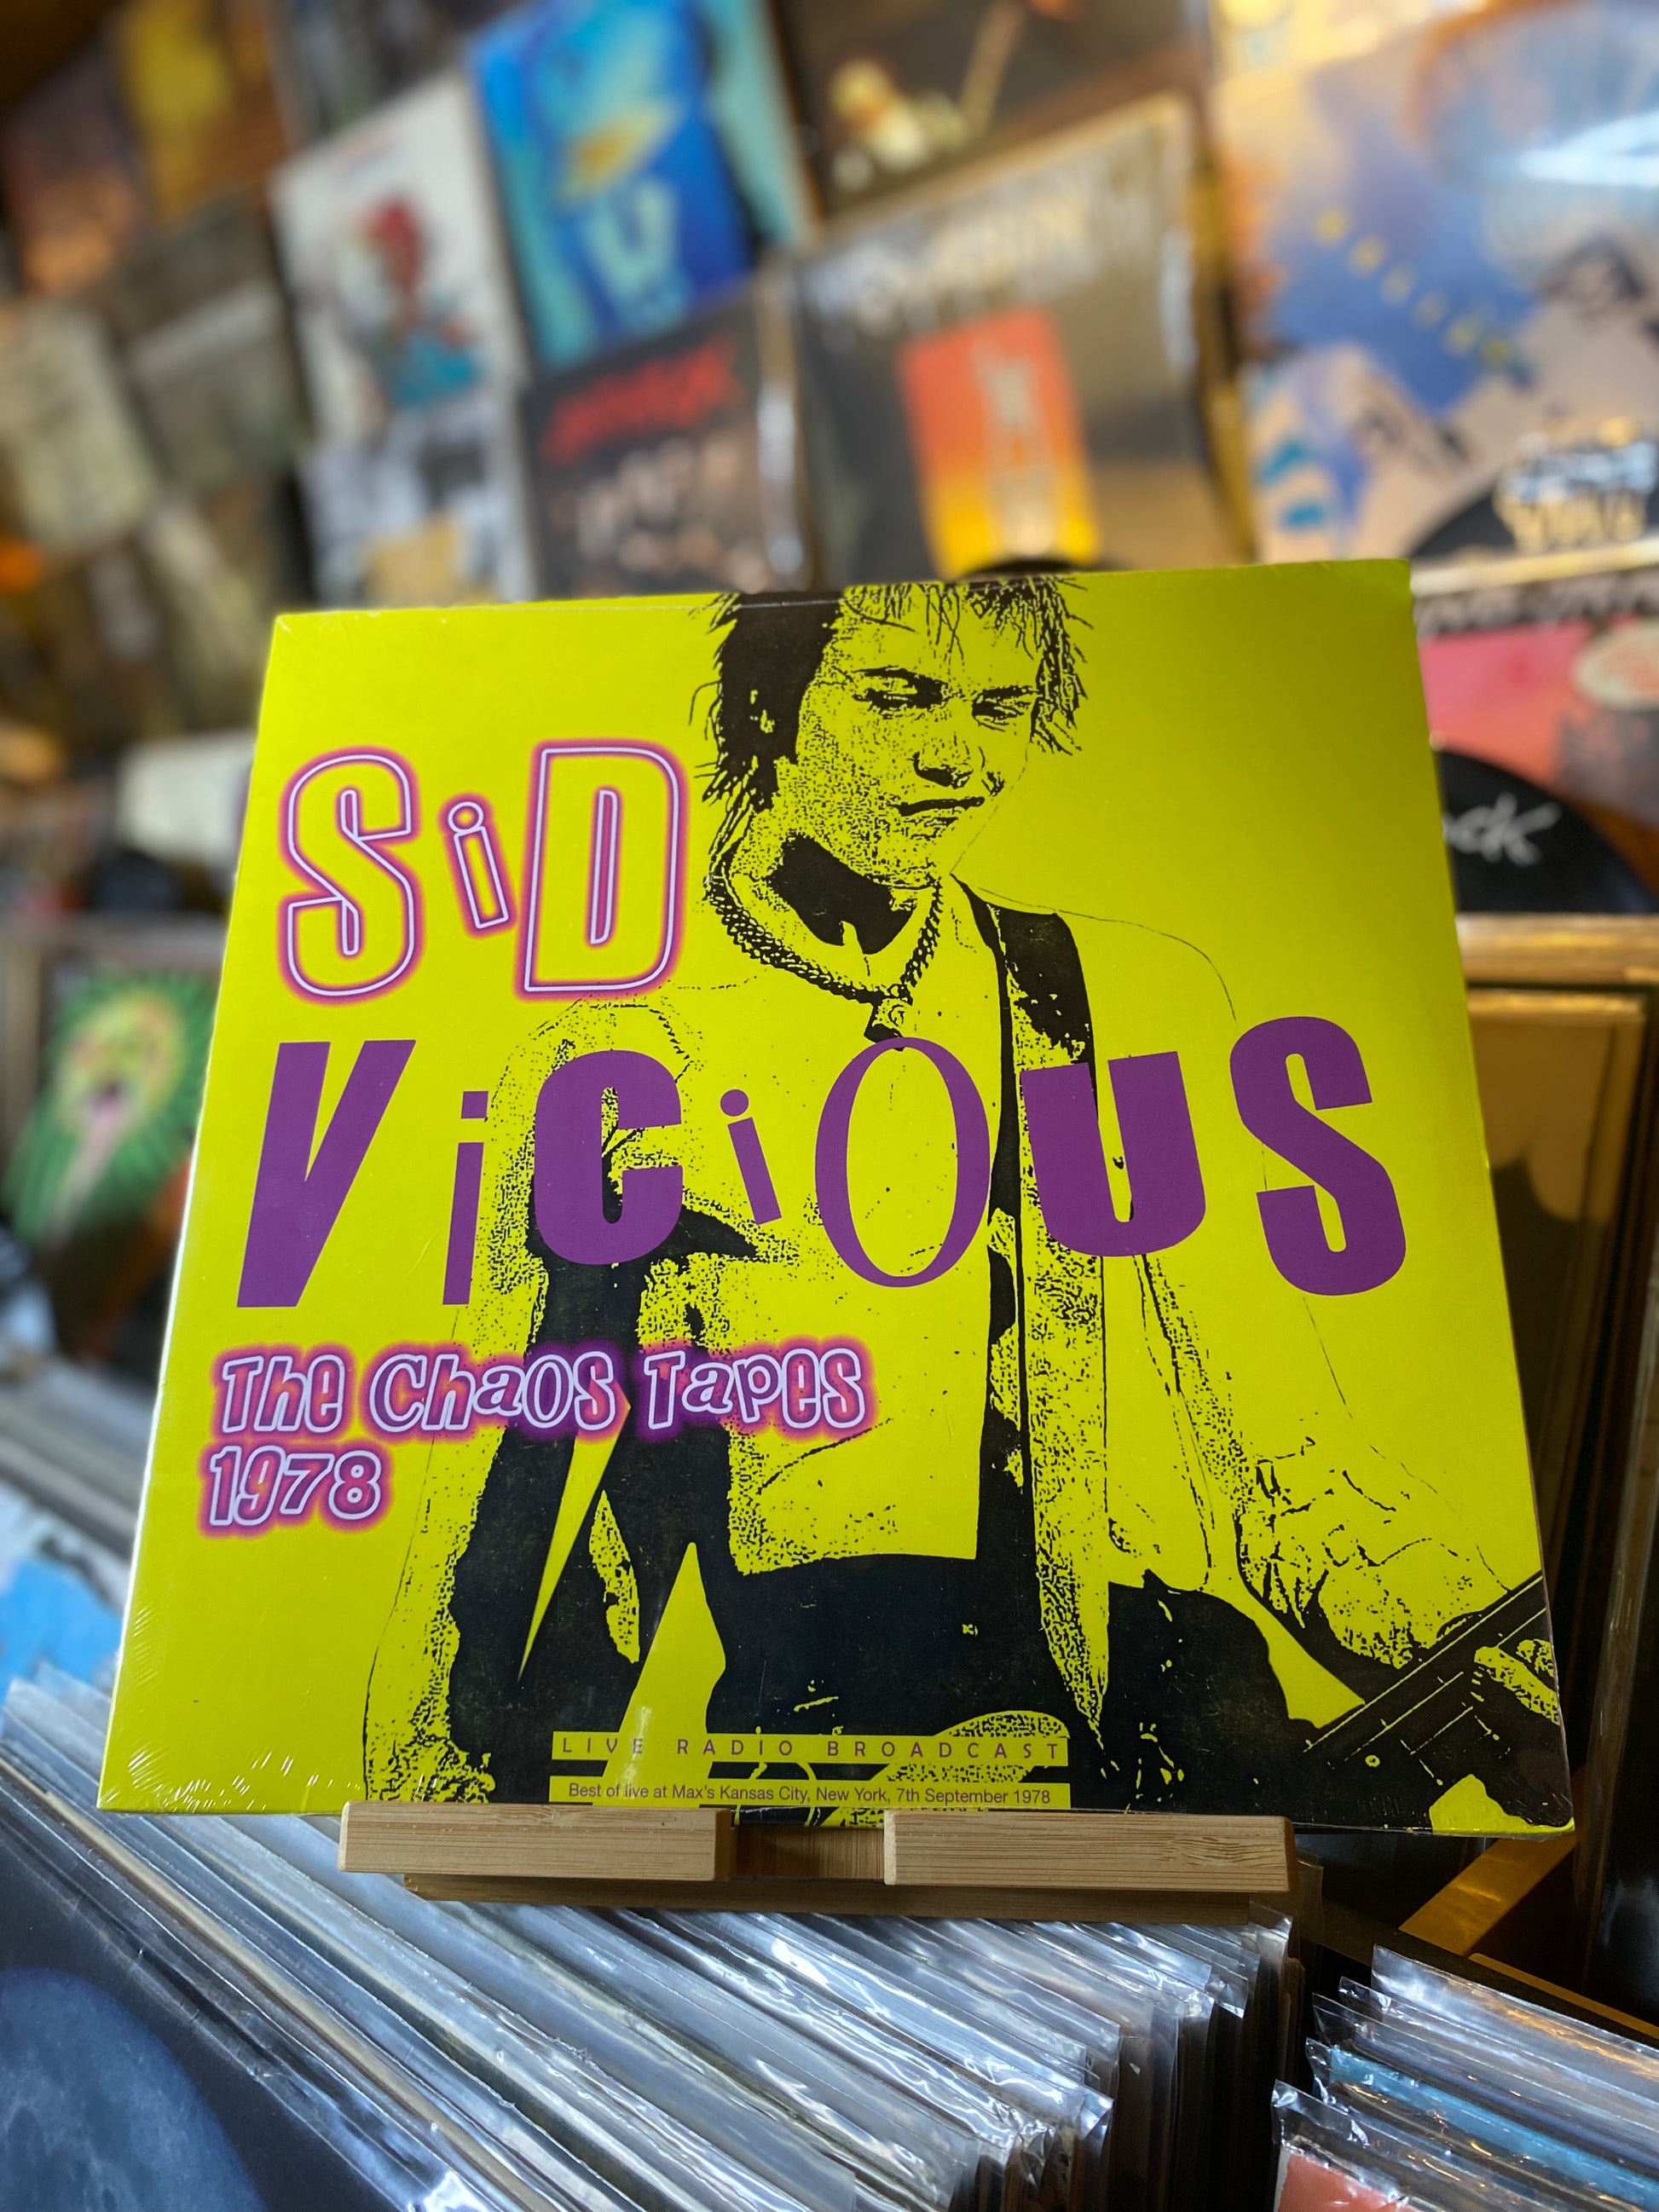 SiD
ViCiOUS
The Chaos Tapes
1978
LIVE RADIO BROADCAST
Best of live at Max's Kansas City, New York, 7th September 1978